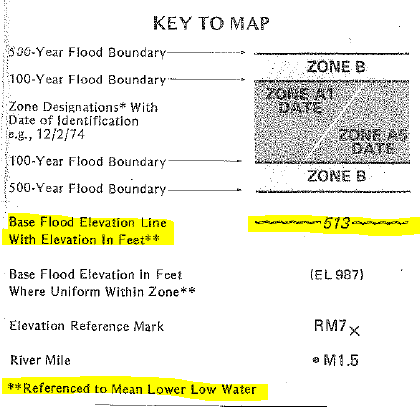 KEY TO MAP
500-Year Flood Boundary
ZONE B
100-Year Flood Boundary
ZONE A1
DATE
Zone Designations* With
Date of Identification
e.g., 12/2/74
ZONE A5
DATE
100-Year Flood Boundary
ZONE B
500-Year Flood Boundary
Base Flood Elevation Line
With Elevation In Feet**
513
Base Flood Elevation in Feet
Where Uniform Within Zone**
(EL 987)
Elevation Reference Mark
RM7x
River Mile
•M1.5
**Referenced to Mean Lower Low Water